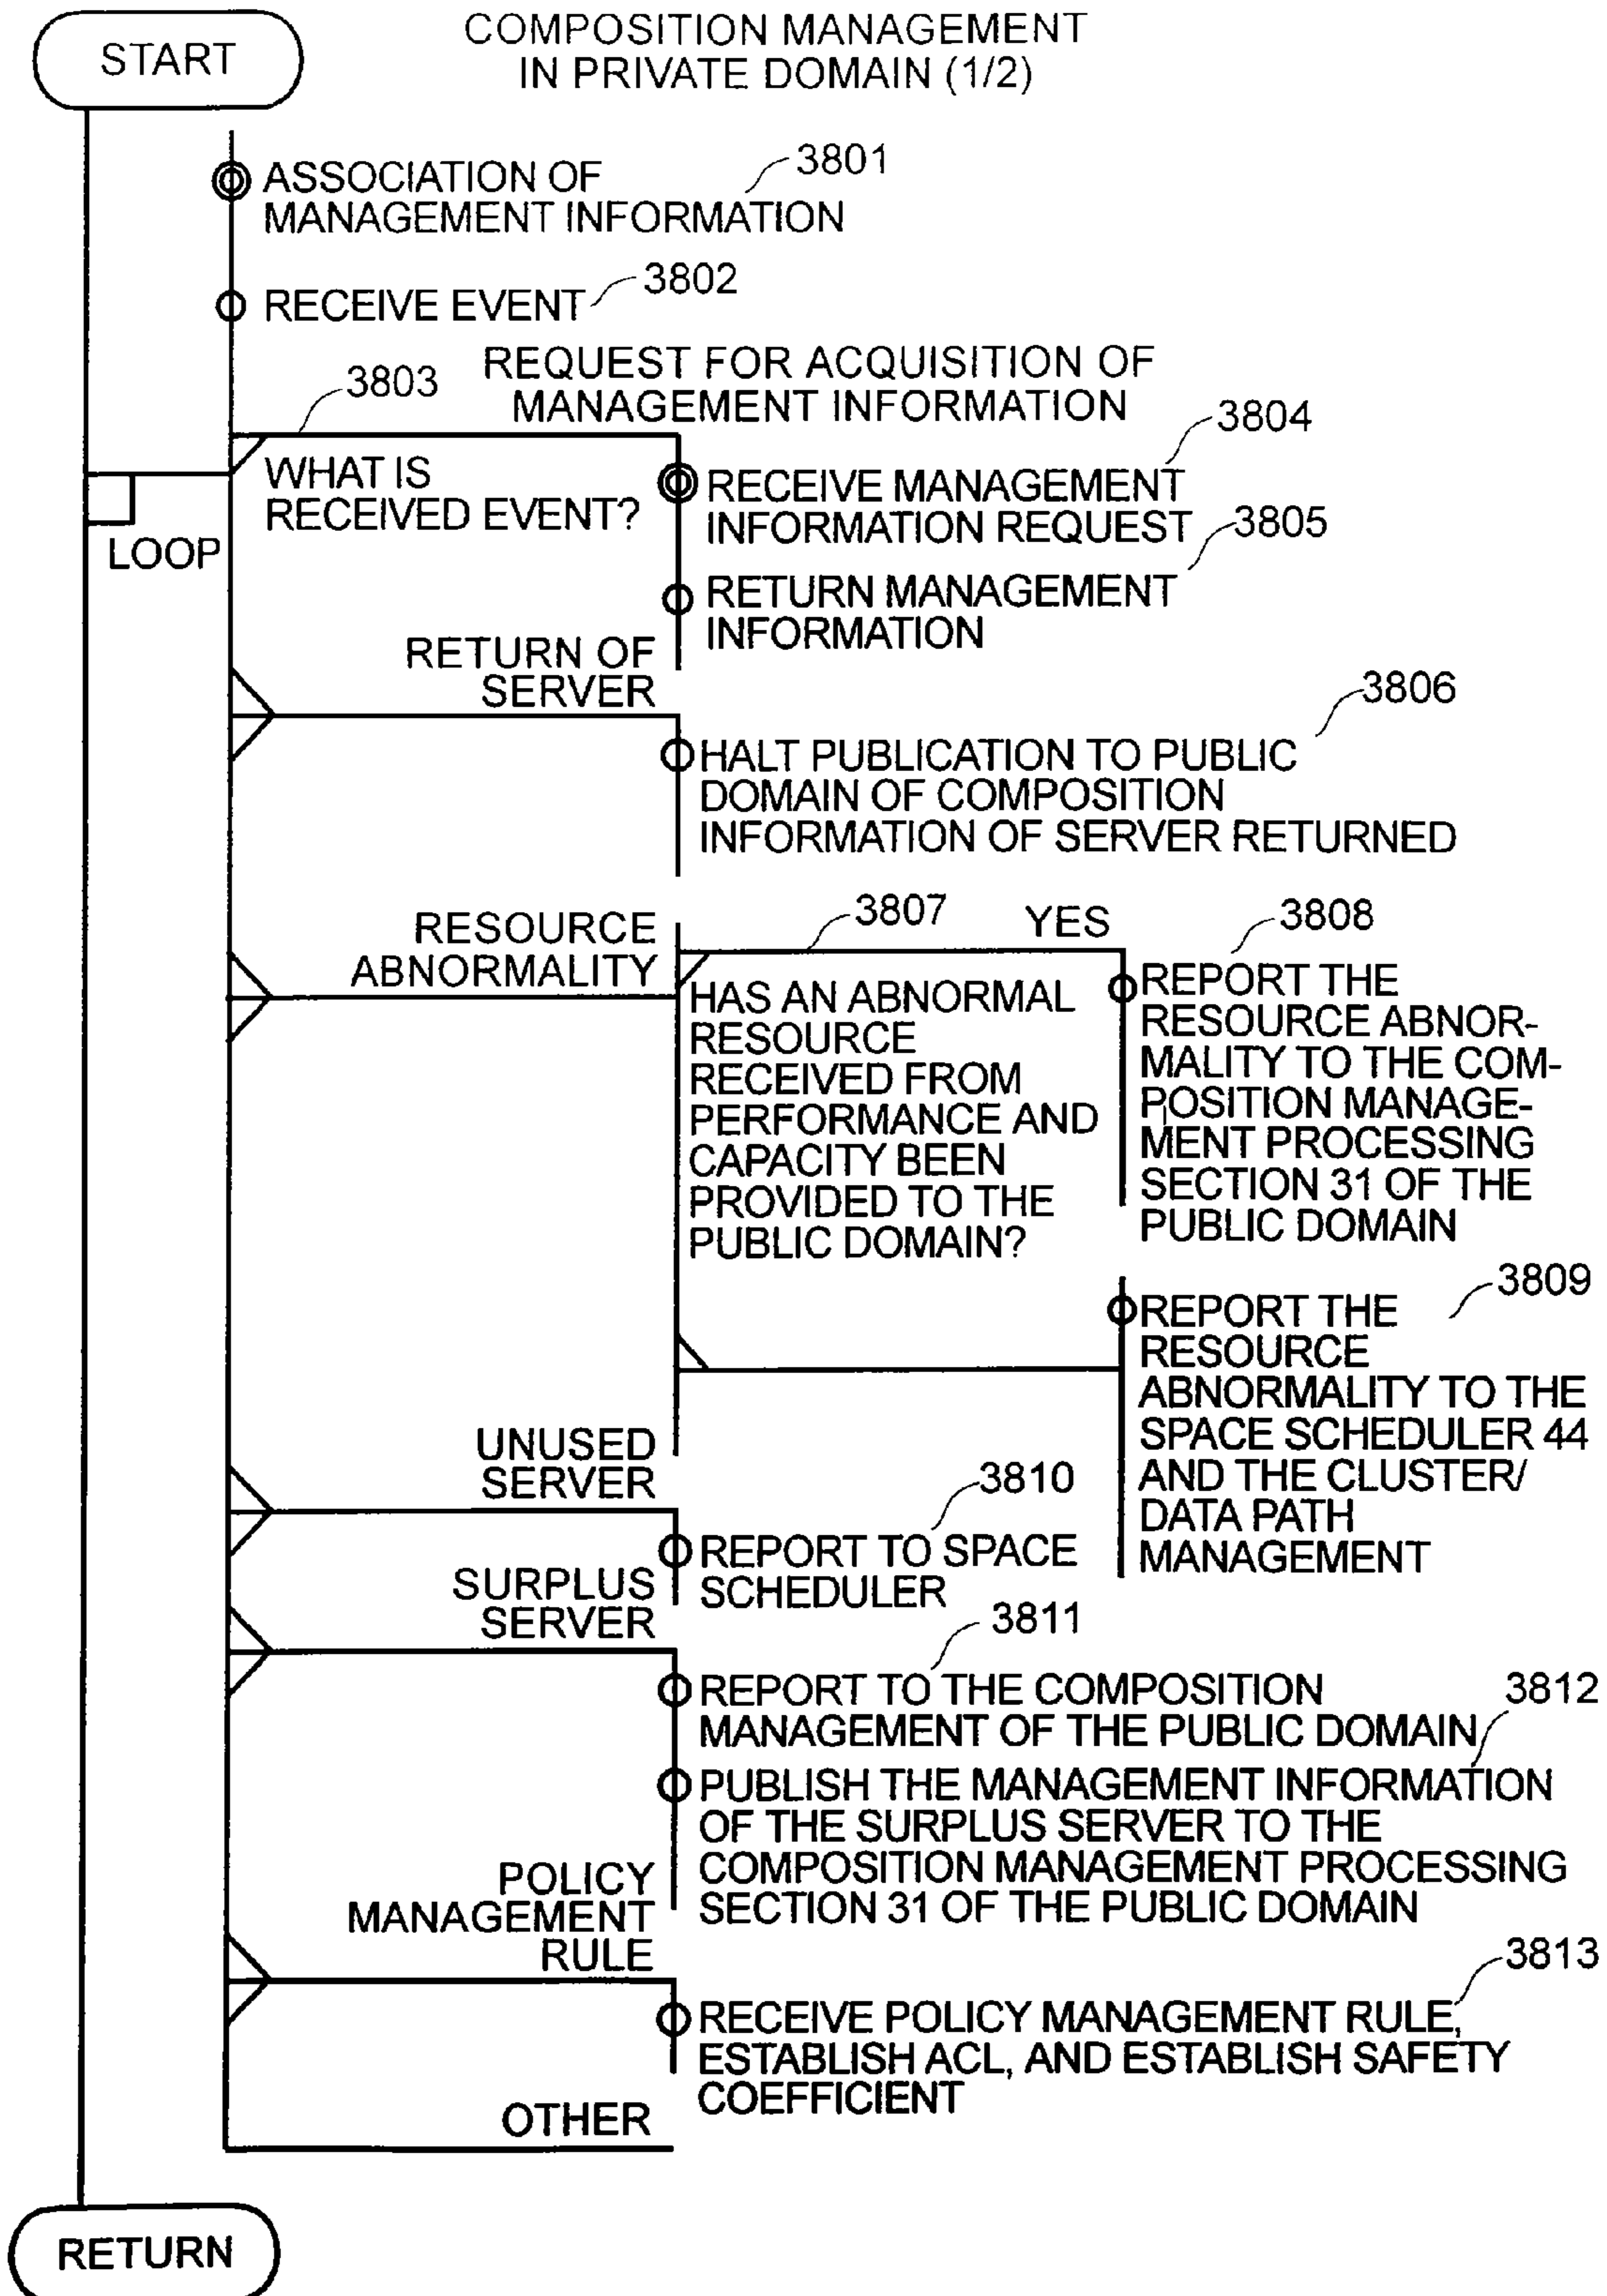 START
COMPOSITION MANAGEMENT
IN PRIVATE DOMAIN (1/2)
ASSOCIATION OF
MANAGEMENT INFORMATION
3801
RECEIVE EVENT
3802
REQUEST FOR ACQUISITION OF
MANAGEMENT INFORMATION
3803
WHAT IS
RECEIVED EVENT?
LOOP
3804
RECEIVE MANAGEMENT
INFORMATION REQUEST
3805
RETURN MANAGEMENT
INFORMATION
RETURN OF
SERVER
3806
HALT PUBLICATION TO PUBLIC
DOMAIN OF COMPOSITION
INFORMATION OF SERVER RETURNED
RESOURCE
ABNORMALITY
3807
YES
HAS AN ABNORMAL
RESOURCE
RECEIVED FROM
PERFORMANCE AND
CAPACITY BEEN
PROVIDED TO THE
PUBLIC DOMAIN?
3808
REPORT THE
RESOURCE ABNOR-
MALITY TO THE COM-
POSITION MANAGE-
MENT PROCESSING
SECTION 31 OF THE
PUBLIC DOMAIN
3809
REPORT THE
RESOURCE
ABNORMALITY TO THE
SPACE SCHEDULER 44
AND THE CLUSTER/
DATA PATH
MANAGEMENT
UNUSED
SERVER
3810
REPORT TO SPACE
SCHEDULER
SURPLUS
SERVER
3811
REPORT TO THE COMPOSITION
MANAGEMENT OF THE PUBLIC DOMAIN
3812
PUBLISH THE MANAGEMENT INFORMATION
OF THE SURPLUS SERVER TO THE
COMPOSITION MANAGEMENT PROCESSING
SECTION 31 OF THE PUBLIC DOMAIN
POLICY
MANAGEMENT
RULE
3813
RECEIVE POLICY MANAGEMENT RULE,
ESTABLISH ACL, AND ESTABLISH SAFETY
COEFFICIENT
OTHER
RETURN